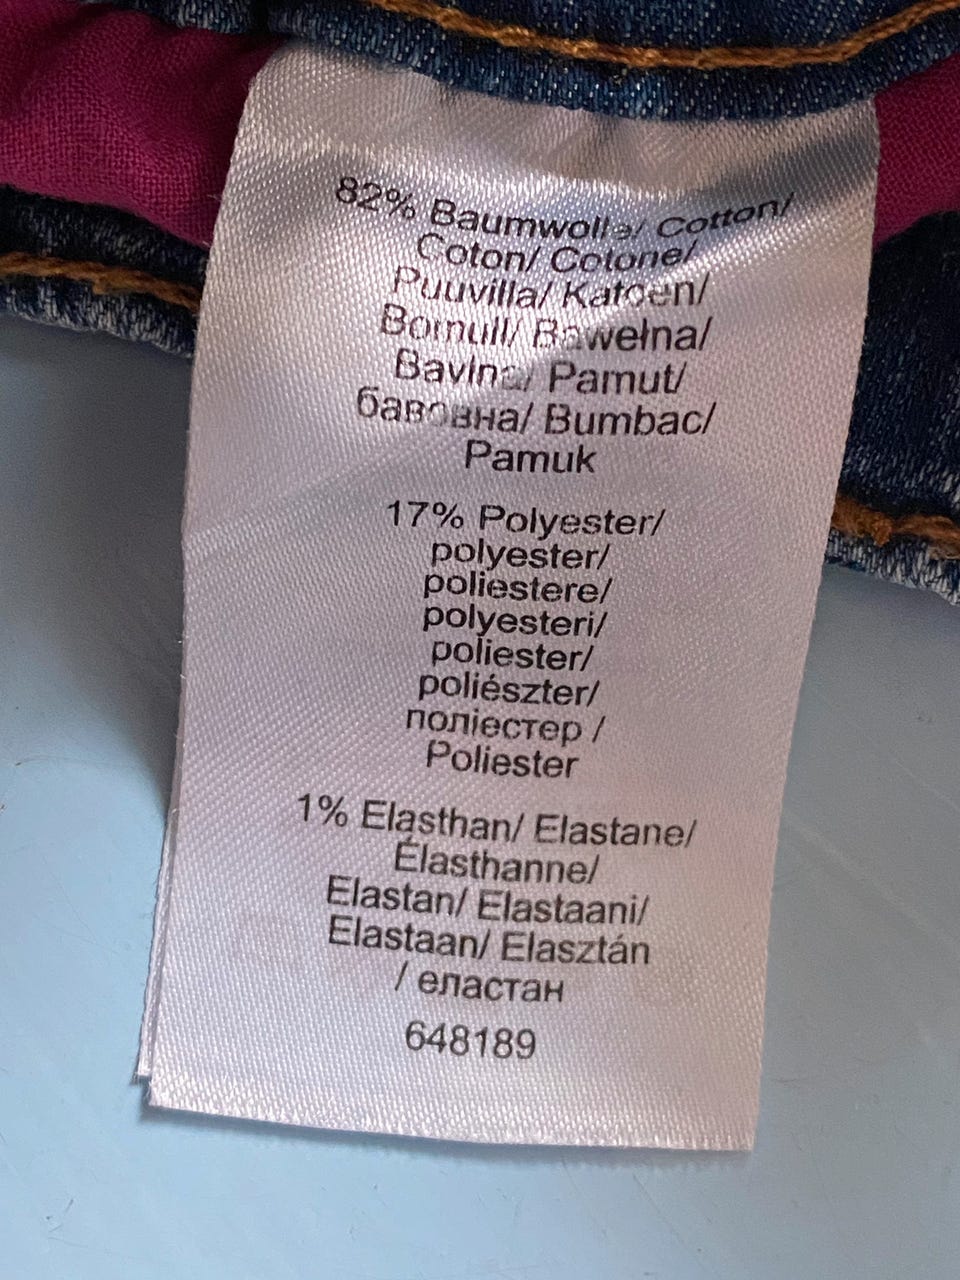 82% Baumwolle/ Cotton/
Coton/ Cotone/
Puuvilla/ Katoen/
Bomull/ Bawełna/
Bavlna/ Pamut/
бавовна/ Bumbac/
Pamuk
17% Polyester/
polyester/
poliestere/
polyesteri/
poliester/
poliészter/
поліестер /
Poliester
1% Elasthan/ Elastane/
Élasthanne/
Elastan/ Elastaani/
Elastaan/ Elasztán
/ еластан
648189